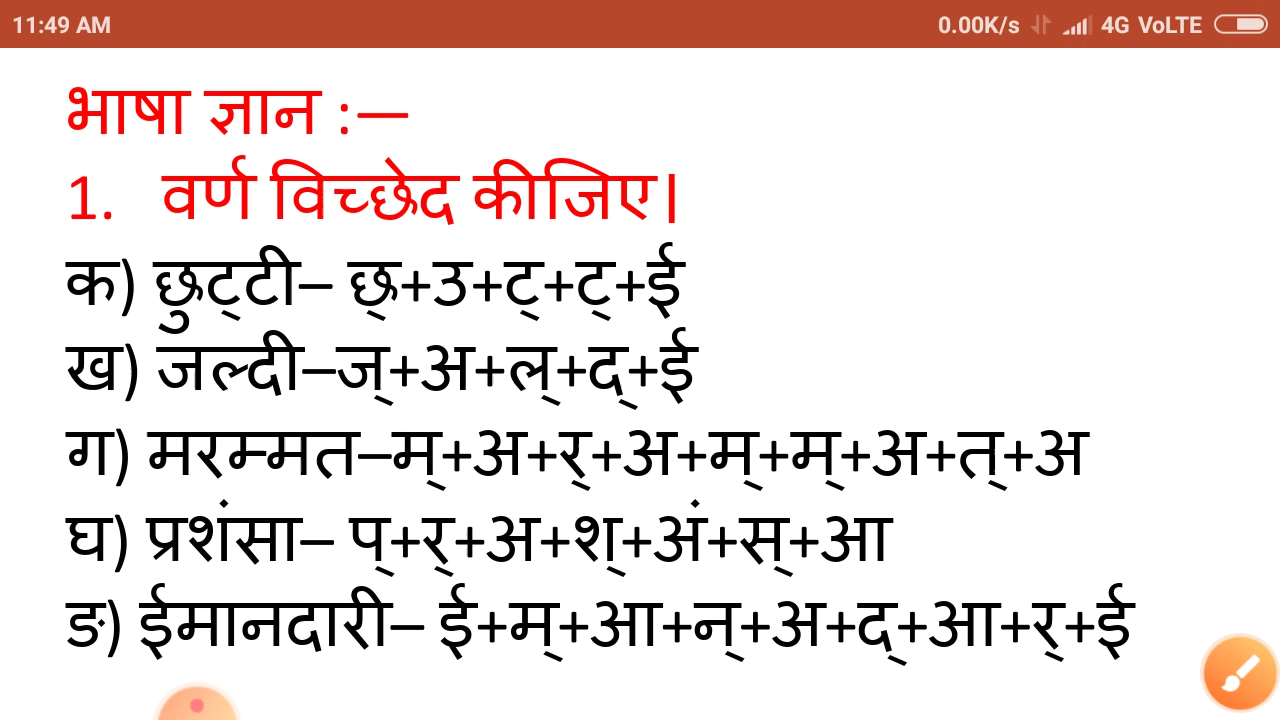 11:49 AM 0.00K/s 4G VoLTE
भाषा ज्ञान :—
1. वर्ण विच्छेद कीजिए|
क) छुट्टी– छ्+उ+ट्+ट्+ई
ख) जल्दी–ज्+अ+ल्+द्+ई
ग) मरम्मत–म्+अ+र्+अ+म्+म्+अ+त्+अ
घ) प्रशंसा– प्+र्+अ+श्+अं+स्+आ
ङ) ईमानदारी– ई+म्+आ+न्+अ+द्+आ+र्+ई